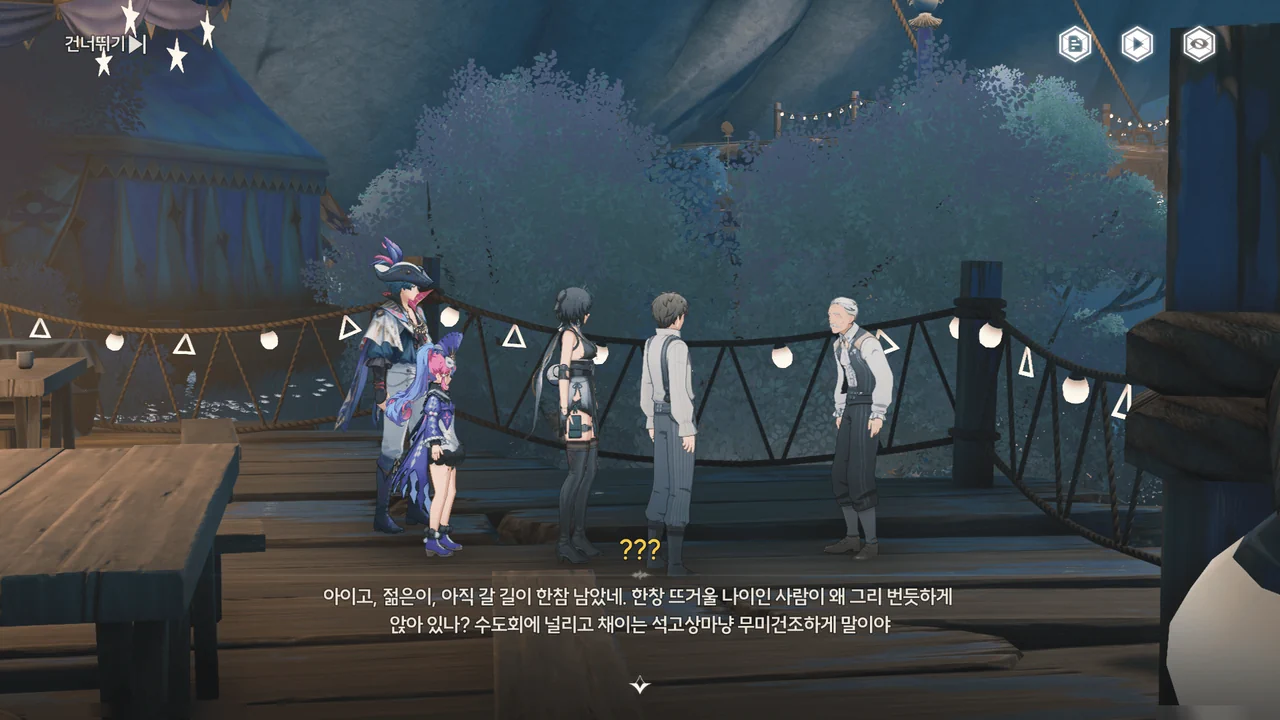 건너뛰기
???
아이고, 젊은이, 아직 갈 길이 한참 남았네. 한창 뜨거울 나이인 사람이 왜 그리 번듯하게
앉아 있나? 수도회에 널리고 채이는 석고상마냥 무미건조하게 말이야